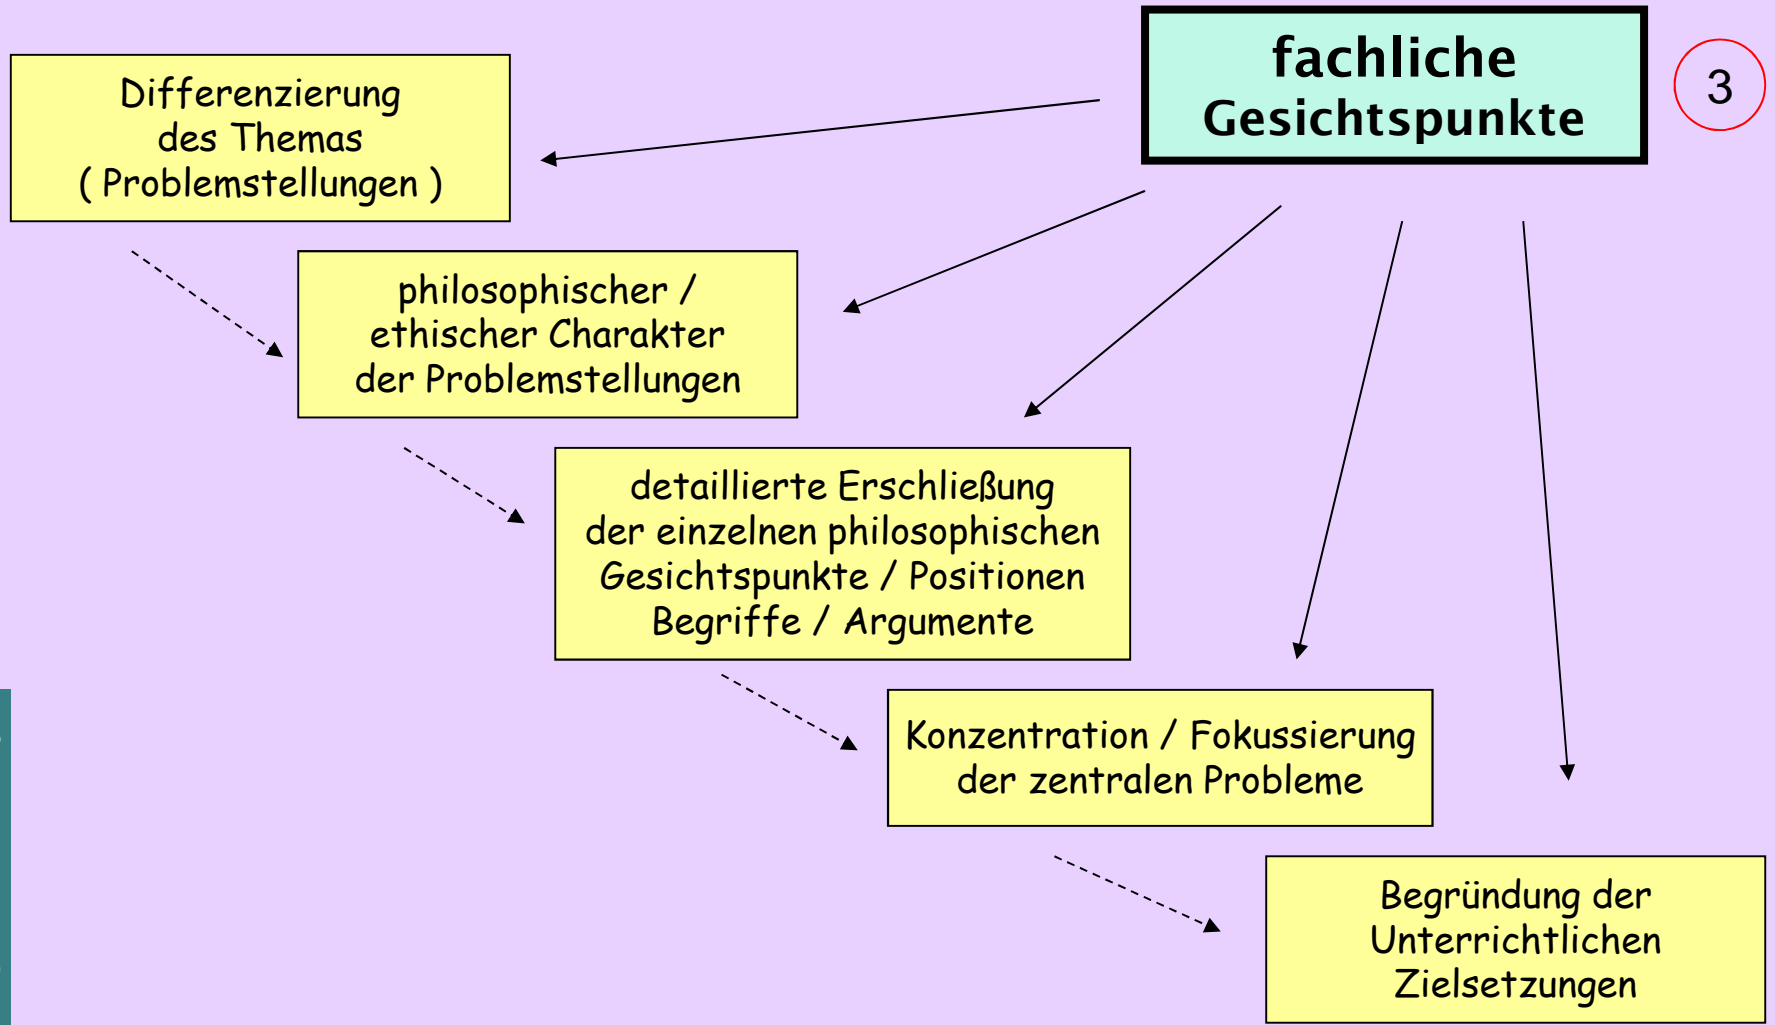 fachliche
Gesichtspunkte
3
Differenzierung
des Themas
( Problemstellungen )
philosophischer /
ethischer Charakter
der Problemstellungen
detaillierte Erschließung
der einzelnen philosophischen
Gesichtspunkte / Positionen
Begriffe / Argumente
Konzentration / Fokussierung
der zentralen Probleme
Begründung der
Unterrichtlichen
Zielsetzungen